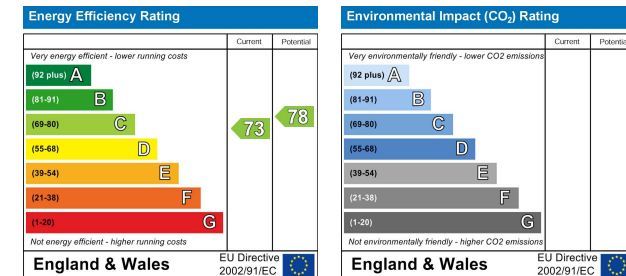 Energy Efficiency Rating
Current Potential
Very energy efficient - lower running costs
(92 plus) A
(81-91) B
(69-80) C
(55-68) D
(39-54) E
(21-38) F
(1-20) G
73
78
Not energy efficient - higher running costs
England & Wales
EU Directive
2002/91/EC
Environmental Impact (CO₂) Rating
Current Potential
Very environmentally friendly - lower CO2 emissions
(92 plus) A
(81-91) B
(69-80) C
(55-68) D
(39-54) E
(21-38) F
(1-20) G
Not environmentally friendly - higher CO2 emissions
England & Wales
EU Directive
2002/91/EC